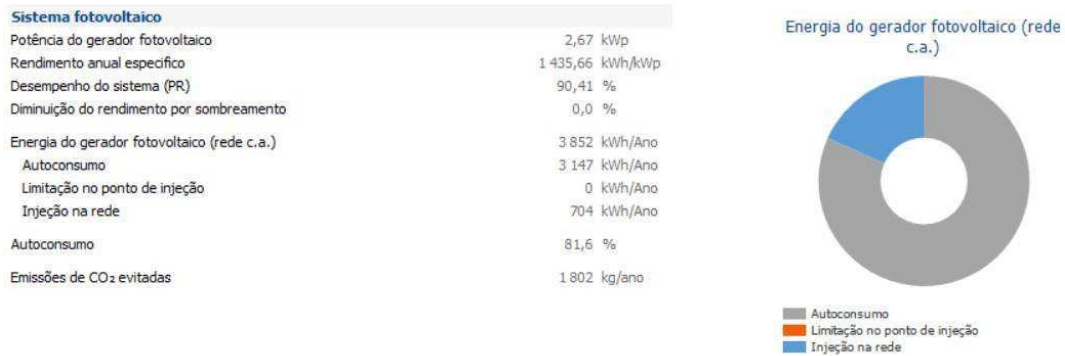 Sistema fotovoltaico
Potência do gerador fotovoltaico 2,67 kWp
Rendimento anual especifico 1 435,66 kWh/kWp
Desempenho do sistema (PR) 90,41 %
Diminuição do rendimento por sombreamento 0,0 %
Energia do gerador fotovoltaico (rede c.a.) 3 852 kWh/Ano
Autoconsumo 3 147 kWh/Ano
Limitação no ponto de injeção 0 kWh/Ano
Injeção na rede 704 kWh/Ano
Autoconsumo 81,6 %
Emissões de CO₂ evitadas 1 802 kg/ano
Energia do gerador fotovoltaico (rede
c.a.)
Autoconsumo
Limitação no ponto de injeção
Injeção na rede